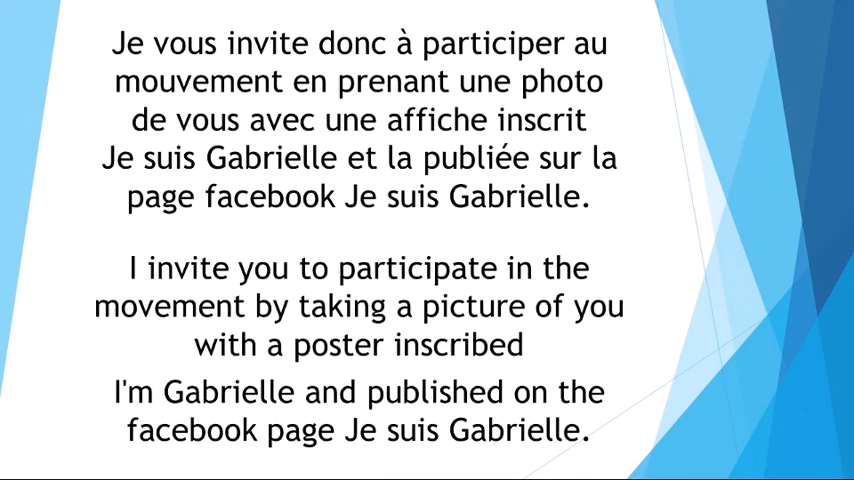 Je vous invite donc à participer au
mouvement en prenant une photo
de vous avec une affiche inscrit
Je suis Gabrielle et la publiée sur la
page facebook Je suis Gabrielle.
I invite you to participate in the
movement by taking a picture of you
with a poster inscribed
I'm Gabrielle and published on the
facebook page Je suis Gabrielle.